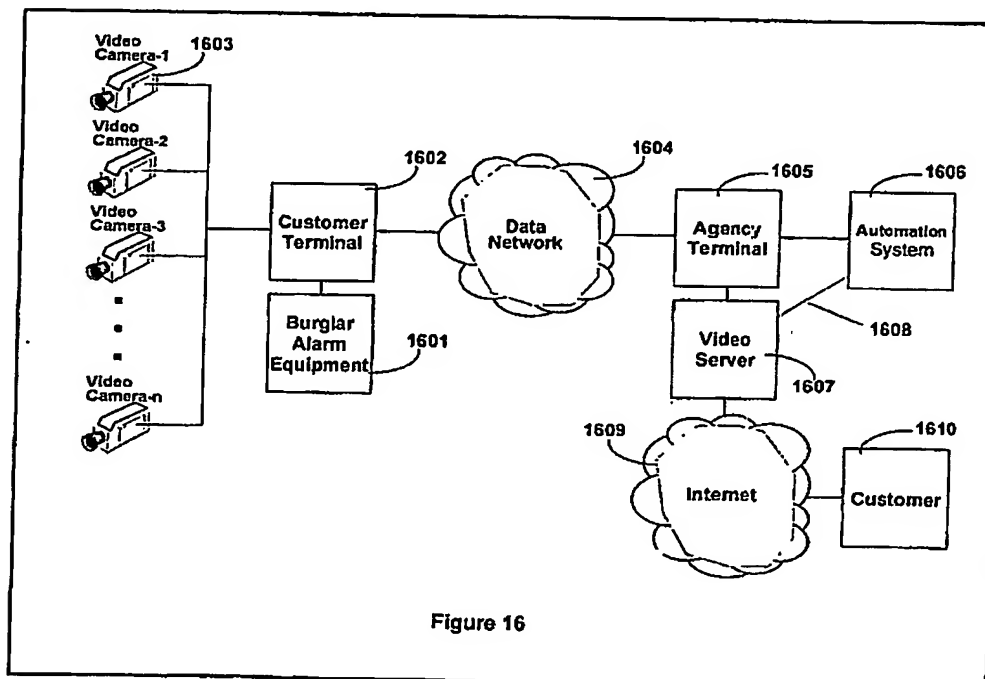 Video
Camera-1
1603
Video
Camera-2
Video
Camera-3
Video
Camera-n
1602
Customer
Terminal
Burglar
Alarm
Equipment
1601
1604
Data
Network
1605
Agency
Terminal
1606
Automation
System
1608
Video
Server
1607
1609
Internet
1610
Customer
Figure 16